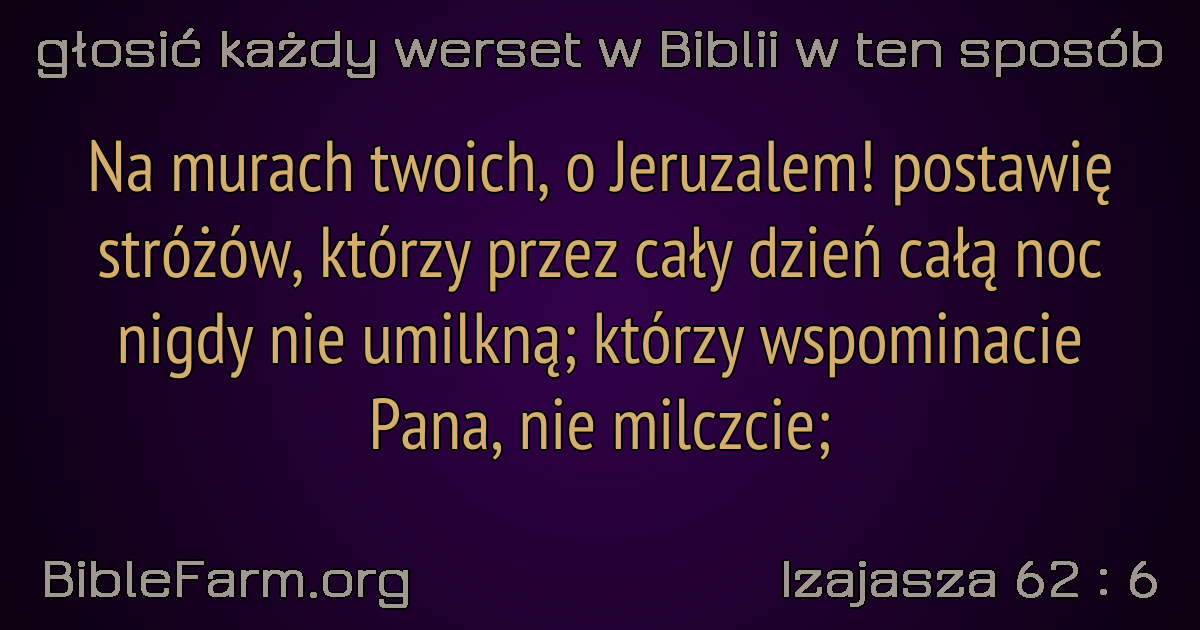 głosić każdy werset w Biblii w ten sposób
Na murach twoich, o Jeruzalem! postawię
stróżów, którzy przez cały dzień całą noc
nigdy nie umilkną; którzy wspominacie
Pana, nie milczcie;
BibleFarm.org
Izajasza 62 : 6